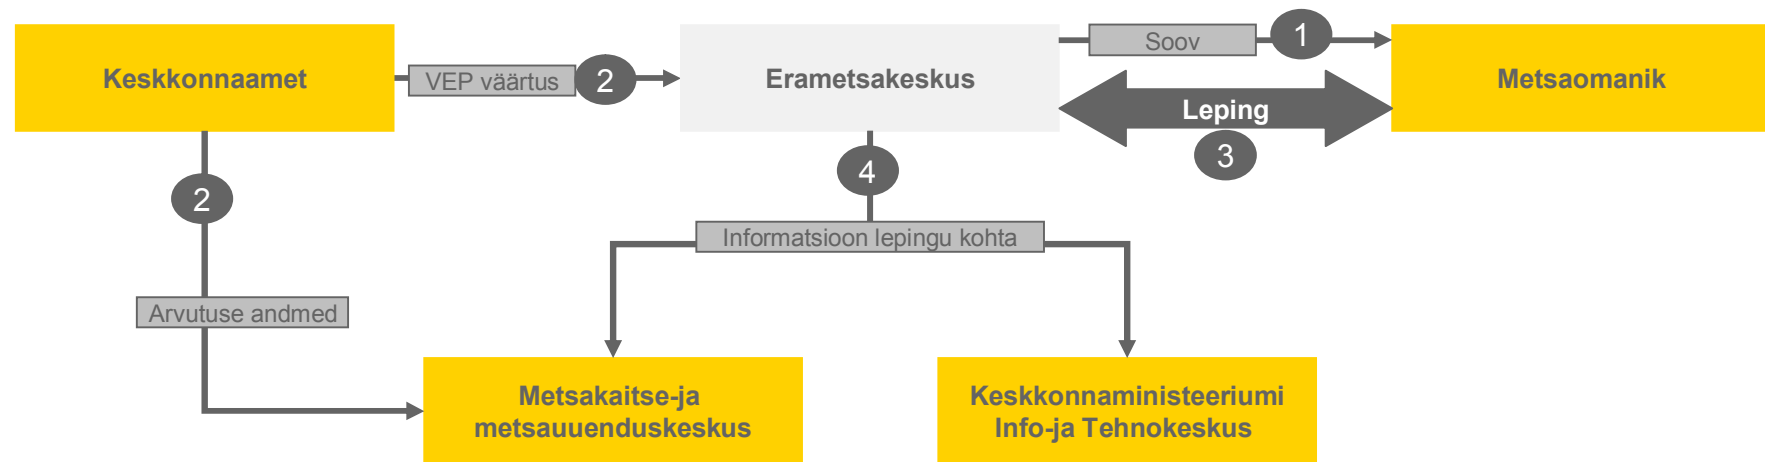 Keskkonnaamet
VEP väärtus
2
Erametsakeskus
Soov
1
Metsaomanik
Leping
3
2
4
Informatsioon lepingu kohta
Arvutuse andmed
Metsakaitse-ja
metsauuenduskeskus
Keskkonnaministeeriumi
Info-ja Tehnokeskus